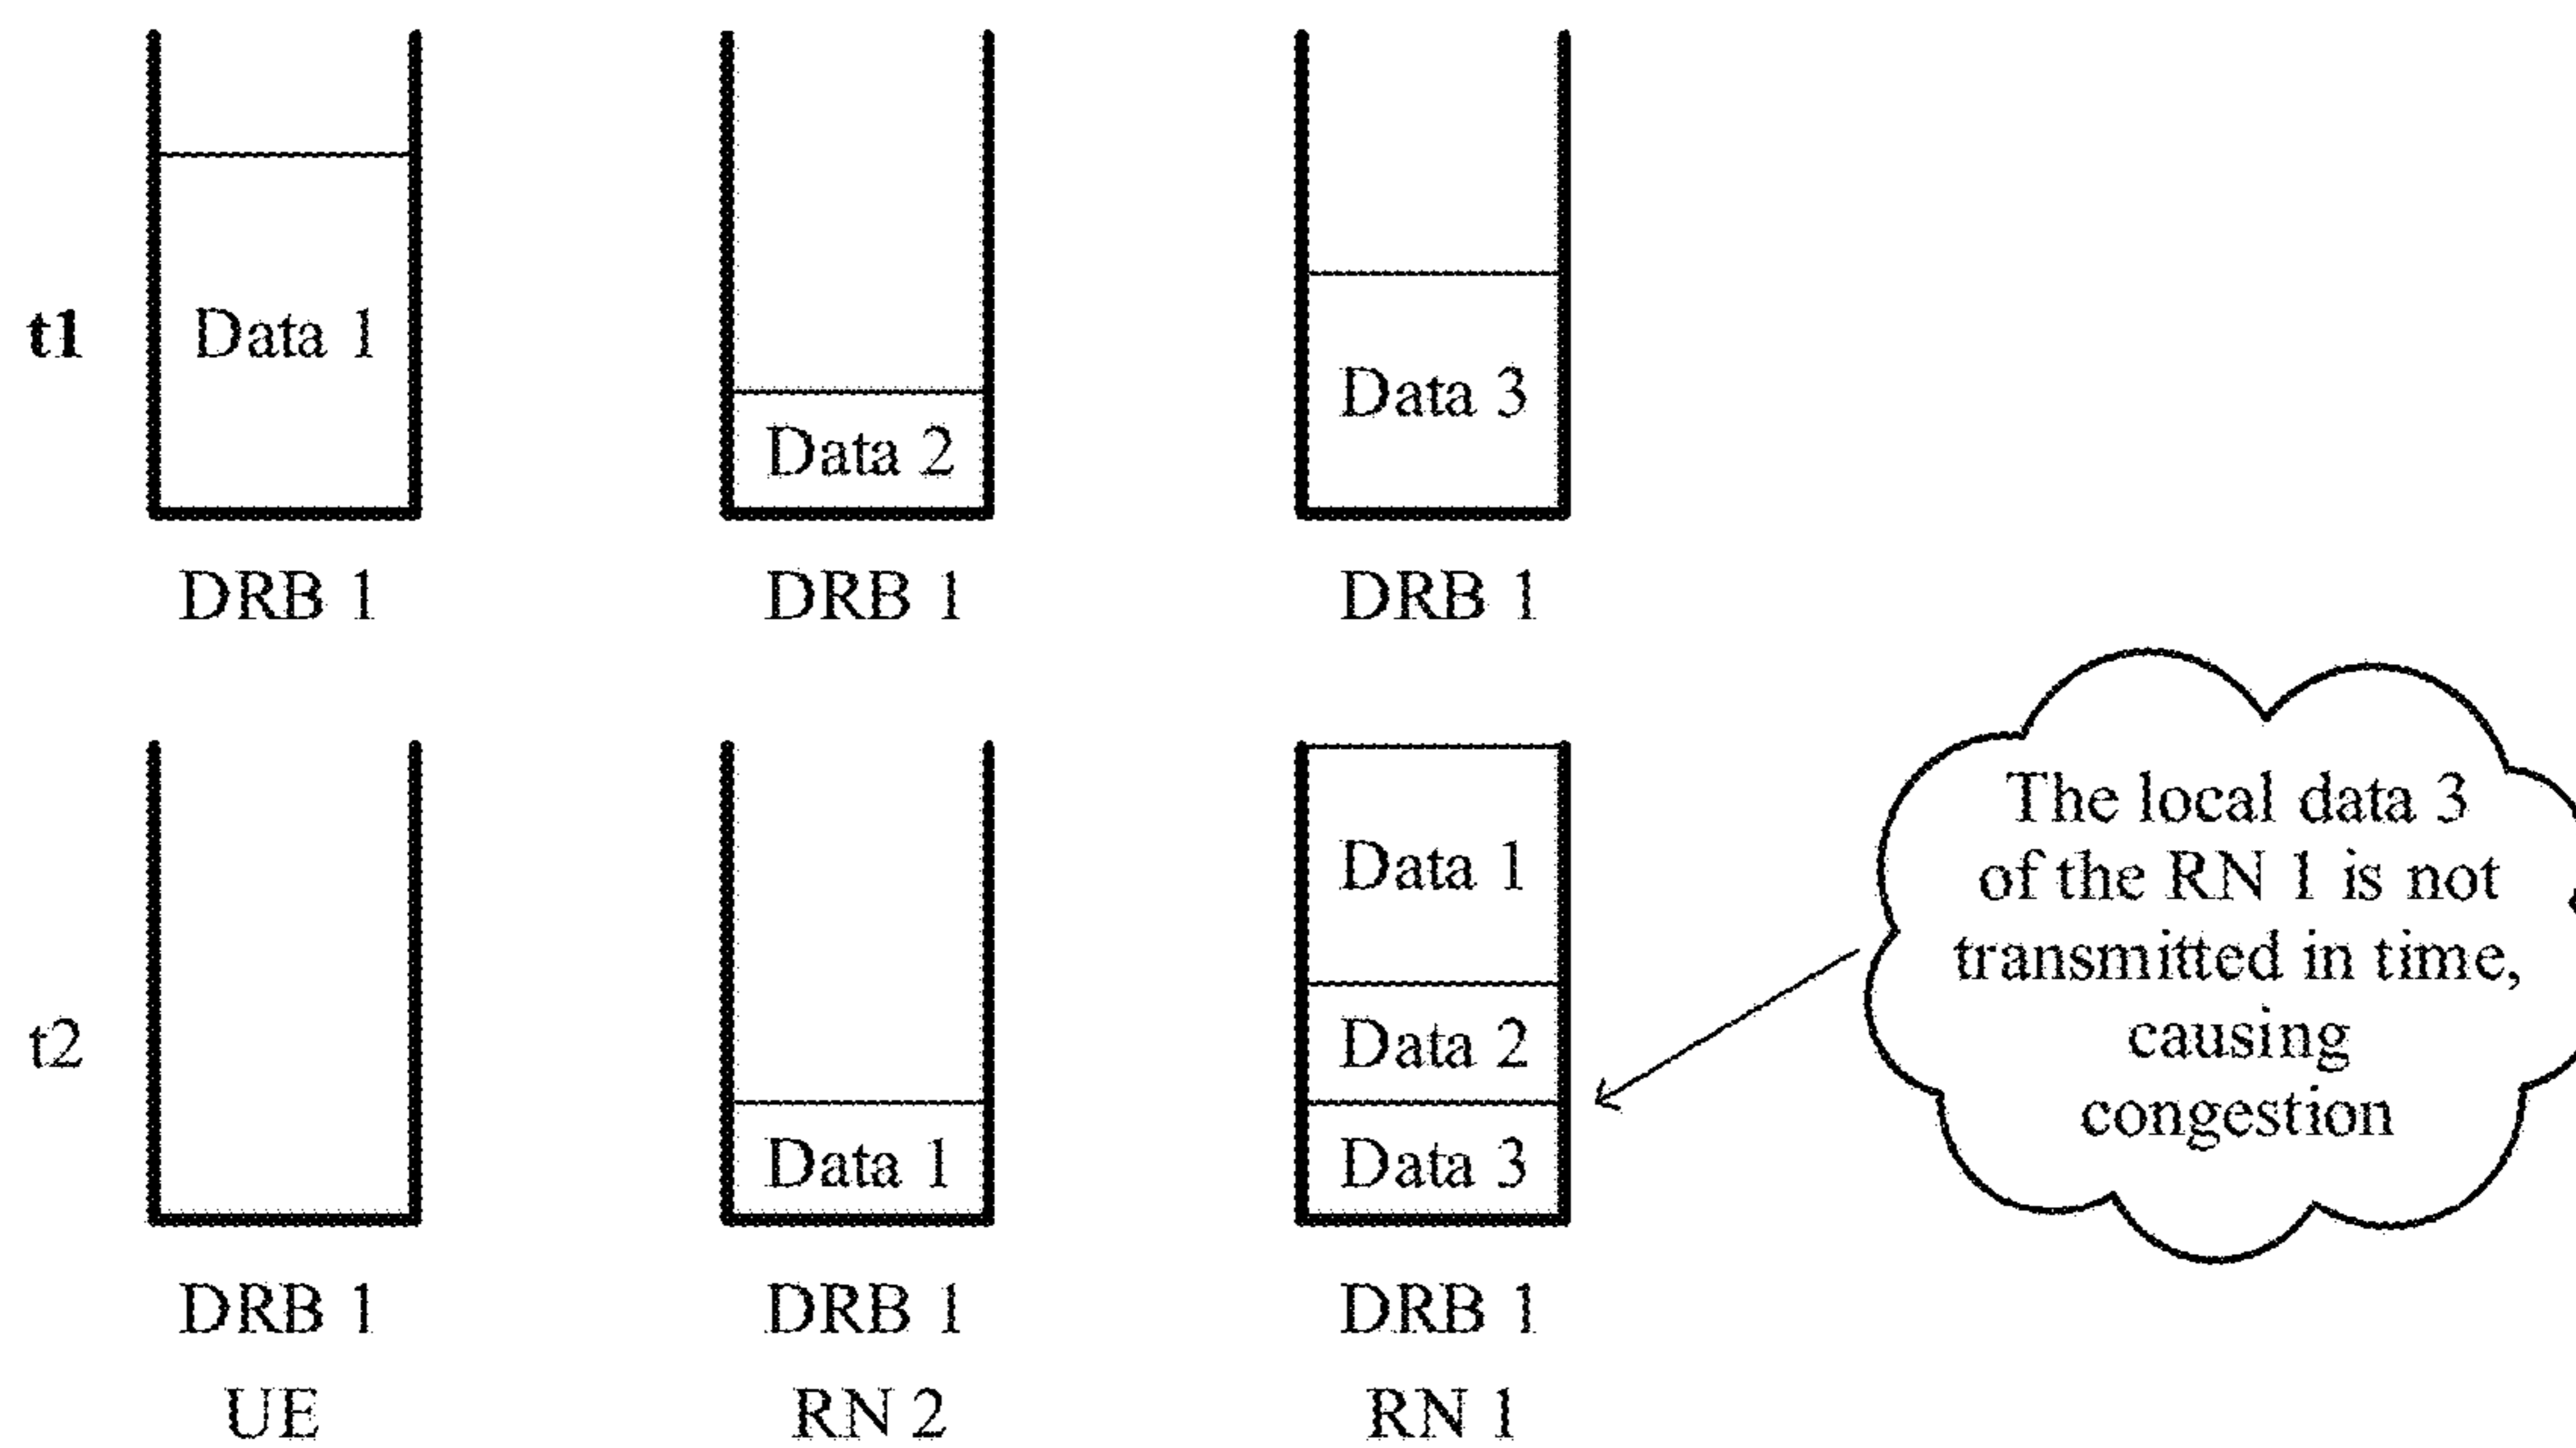 t1
Data 1
Data 2
Data 3
DRB 1
DRB 1
DRB 1
t2
Data 1
Data 1
Data 2
Data 3
The local data 3
of the RN 1 is not
transmitted in time,
causing
congestion
DRB 1
DRB 1
DRB 1
UE
RN 2
RN 1